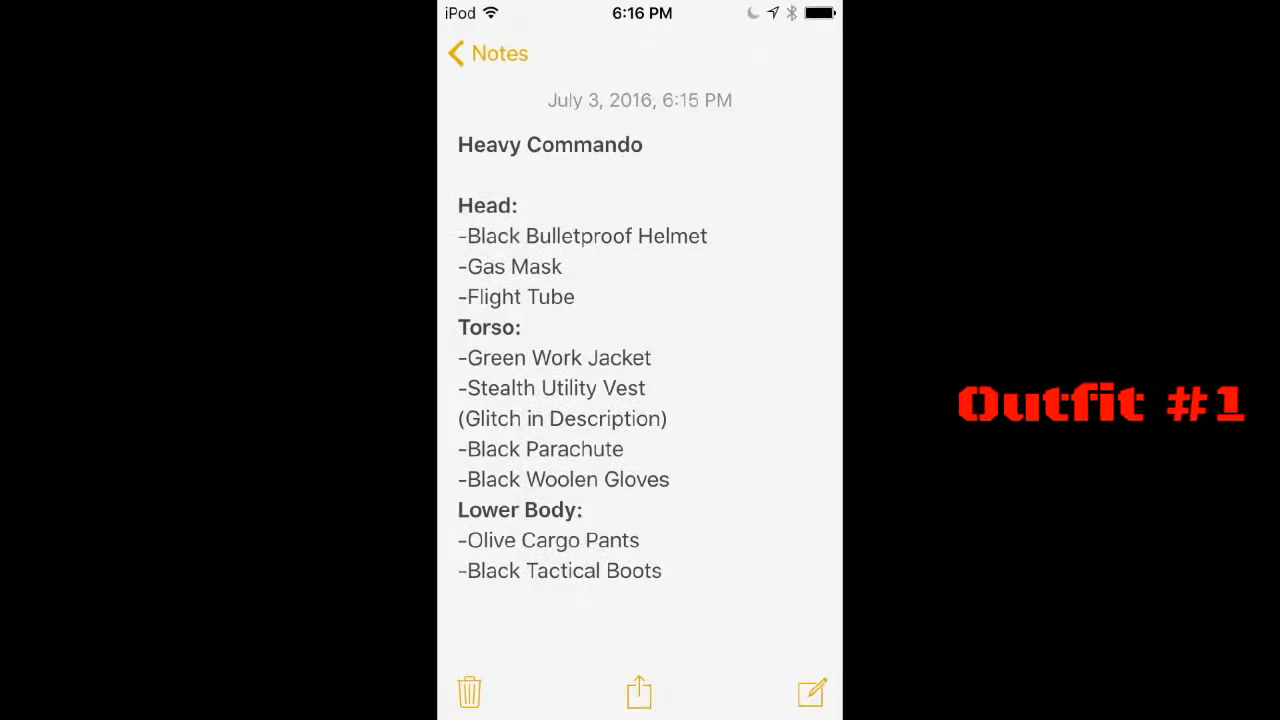 iPod
6:16 PM
Notes
July 3, 2016, 6:15 PM
Heavy Commando
Head:
-Black Bulletproof Helmet
-Gas Mask
-Flight Tube
Torso:
-Green Work Jacket
-Stealth Utility Vest
(Glitch in Description)
-Black Parachute
-Black Woolen Gloves
Lower Body:
-Olive Cargo Pants
-Black Tactical Boots
Outfit #1